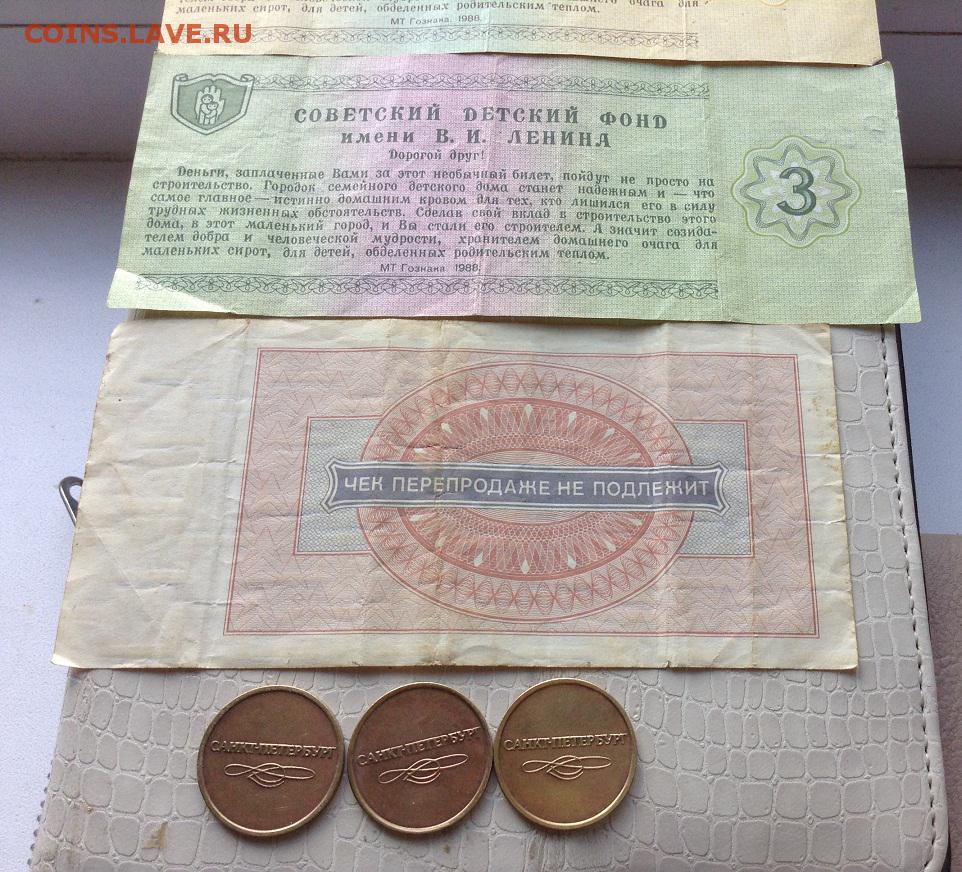 COINS.LAVE.RU
маленьких сирот, для детей, обделенных родительским теплом.
МТ Гознака. 1988.
СОВЕТСКИЙ ДЕТСКИЙ ФОНД
имени В. И. ЛЕНИНА
Дорогой друг!
Деньги, заплаченные Вами за этот необычный билет, пойдут не просто на
строительство. Городок семейного детского дома станет надежным и — что
самое главное — истинно домашним кровом для тех, кто лишился его в силу
трудных жизненных обстоятельств. Сделав свой вклад в строительство этого
дома, в этот маленький город, и Вы стали его строителем. А значит созида-
телем добра и человеческой мудрости, хранителем домашнего очага для
маленьких сирот, для детей, обделенных родительским теплом.
МТ Гознака. 1988.
3
ЧЕК ПЕРЕПРОДАЖЕ НЕ ПОДЛЕЖИТ
САНКТ-ПЕТЕРБУРГ
САНКТ-ПЕТЕРБУРГ
САНКТ-ПЕТЕРБУРГ